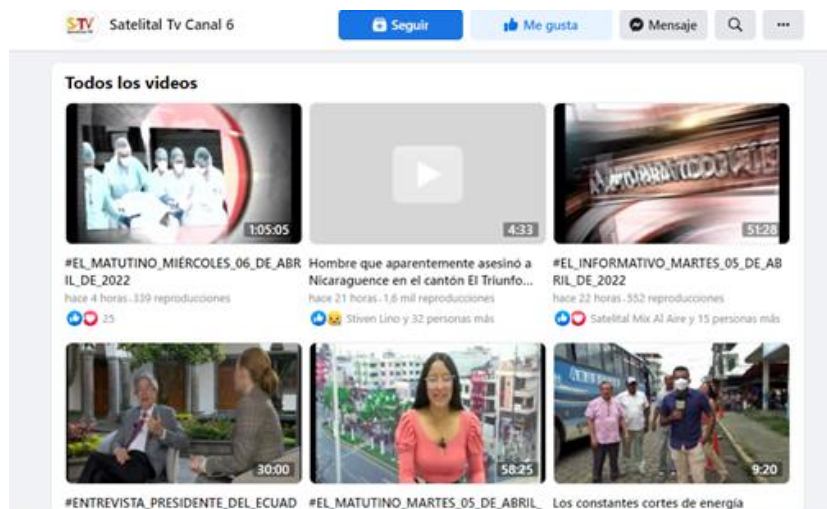 STV
Satelital Tv Canal 6
Seguir
Me gusta
Mensaje
Todos los videos
1:05:05
4:33
51:28
#EL_MATUTINO_MIÉRCOLES_06_DE_ABR
IL_DE_2022
hace 4 horas · 339 reproducciones
25
Hombre que aparentemente asesinó a
Nicaraguence en el cantón El Triunfo...
hace 21 horas · 1,6 mil reproducciones
Stiven Lino y 32 personas más
#EL_INFORMATIVO_MARTES_05_DE_AB
RIL_DE_2022
hace 22 horas · 552 reproducciones
Satelital Mix Al Aire y 15 personas más
30:00
58:25
9:20
#ENTREVISTA_PRESIDENTE_DEL_ECUAD
#EL_MATUTINO_MARTES_05_DE_ABRIL_
Los constantes cortes de energía